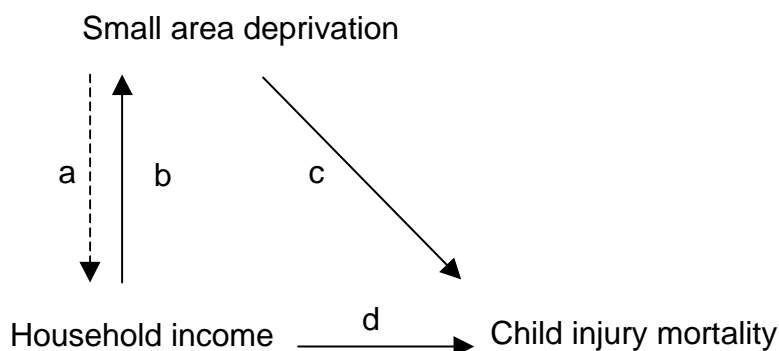 Small area deprivation
a
b
c
d
Household income
Child injury mortality